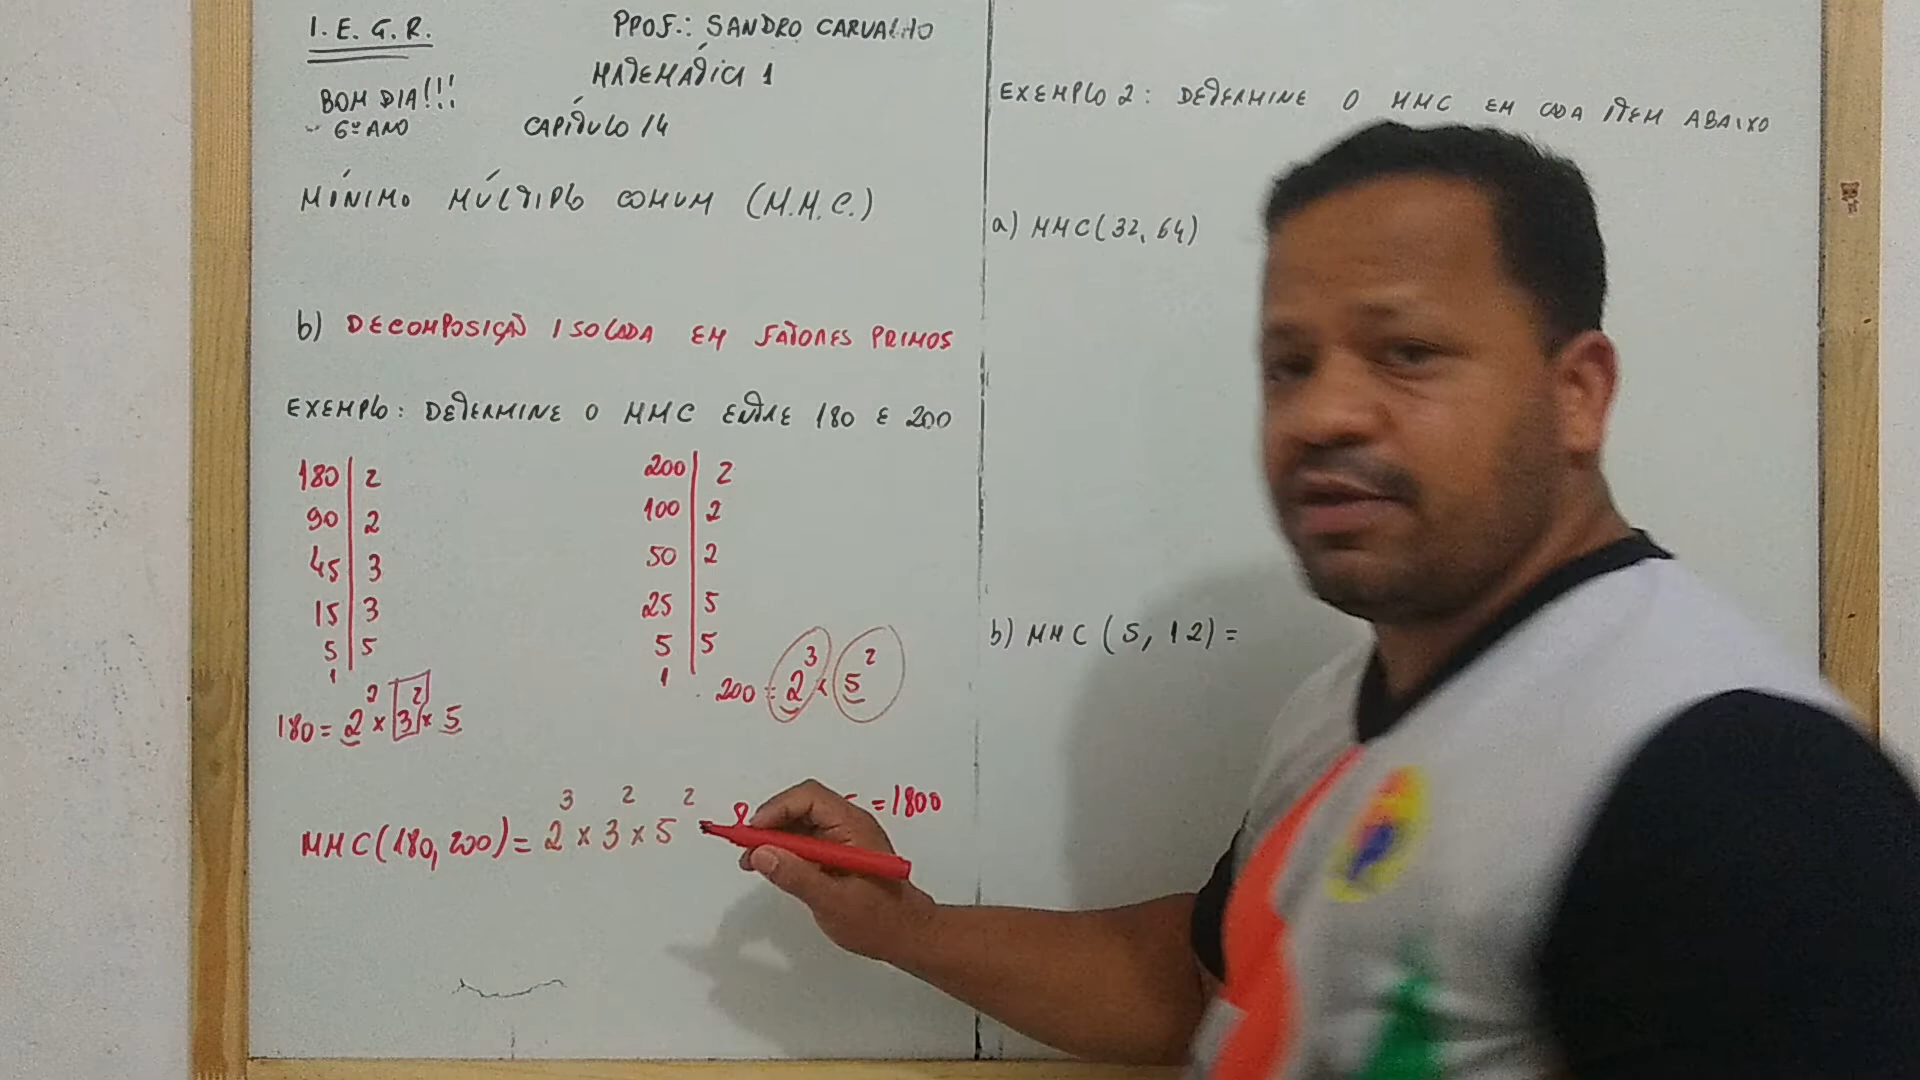 I. E. G. R.
PROF.: SANDRO CARVALHO
MATEMÁTICA 1
BOM DIA!!!
6º ANO
CAPÍTULO 14
MÍNIMO MÚLTIPLO COMUM (M.M.C.)
b) DECOMPOSIÇÃO ISOLADA EM FATORES PRIMOS
EXEMPLO: DETERMINE O MMC ENTRE 180 E 200
180 | 2
90 | 2
45 | 3
15 | 3
5 | 5
1
180 = 2² x 3² x 5
200 | 2
100 | 2
50 | 2
25 | 5
5 | 5
1
200 = 2³ x 5²
MMC(180, 200) = 2³ x 3² x 5²
= 1800
EXEMPLO 2: DETERMINE O MMC EM CADA ITEM ABAIXO
a) MMC(32, 64)
b) MMC (5, 12) =